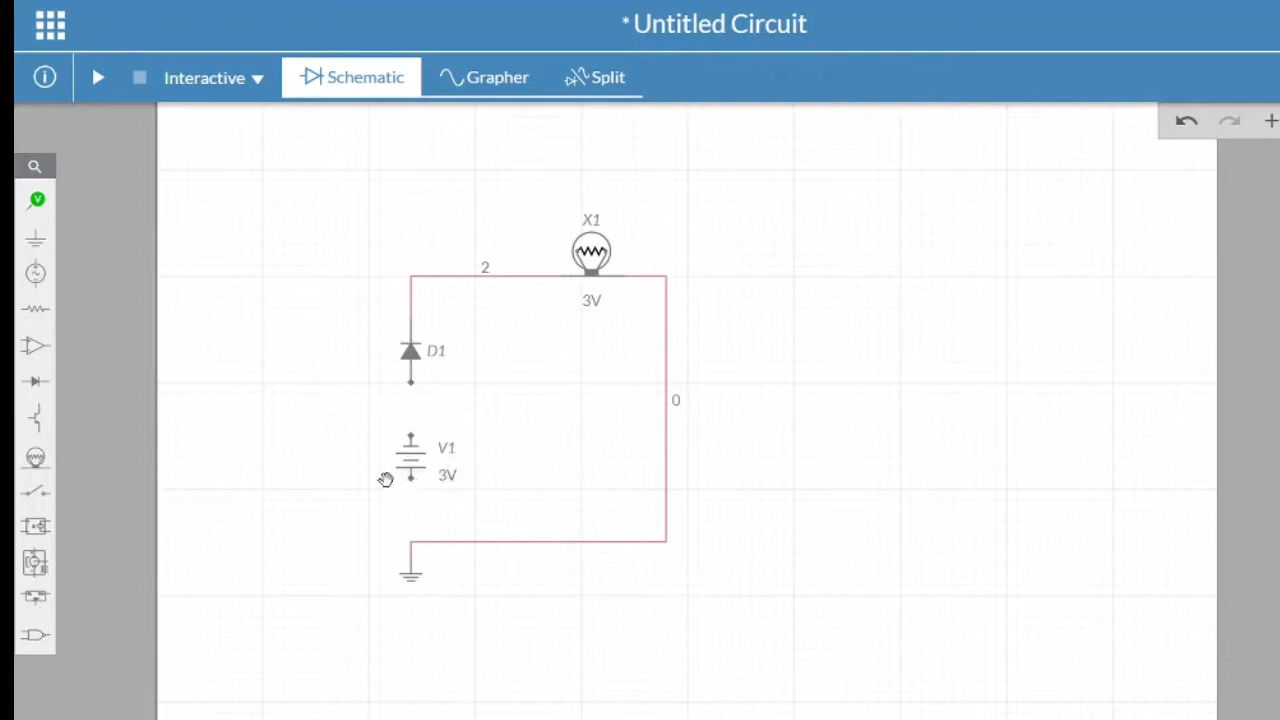 *Untitled Circuit
Interactive Schematic Grapher Split
V
X1
2
3V
D1
0
V1
3V